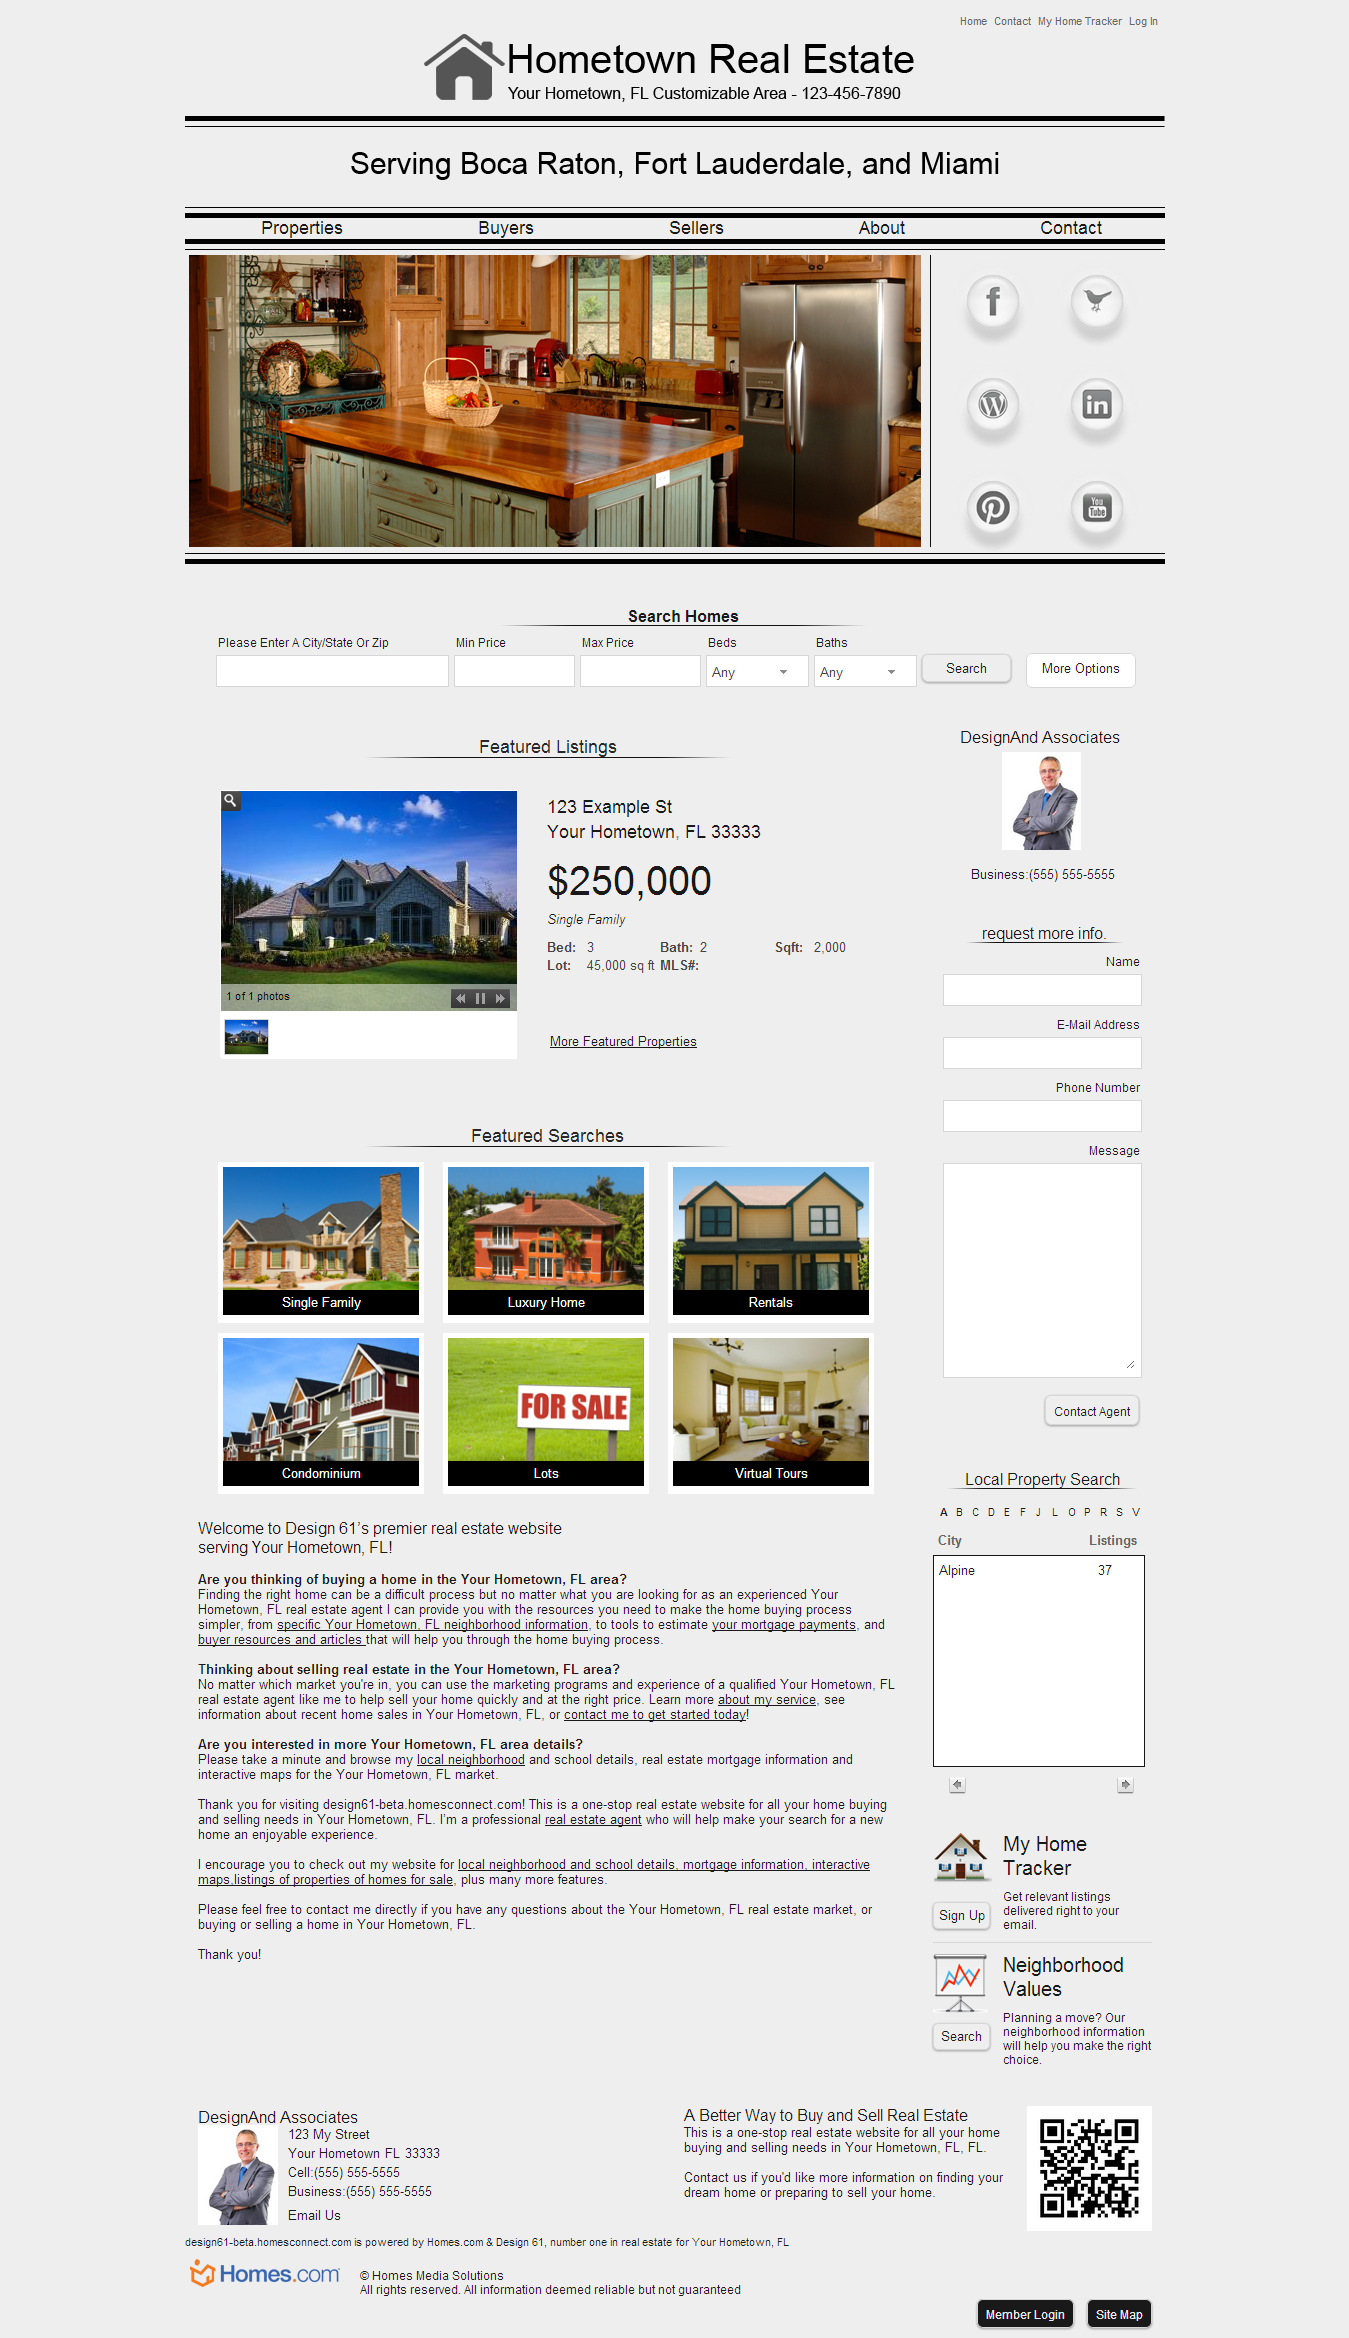 Home Contact My Home Tracker Log In
Hometown Real Estate
Your Hometown, FL Customizable Area - 123-456-7890
Serving Boca Raton, Fort Lauderdale, and Miami
Properties Buyers Sellers About Contact
f
W
in
P
You
Tube
Search Homes
Please Enter A City/State Or Zip Min Price Max Price Beds Baths
Any Any Search More Options
Featured Listings
123 Example St
Your Hometown, FL 33333
$250,000
Single Family
Bed: 3 Bath: 2 Sqft: 2,000
Lot: 45,000 sq ft MLS#:
1 of 1 photos
More Featured Properties
DesignAnd Associates
Business:(555) 555-5555
request more info.
Name
E-Mail Address
Phone Number
Message
Contact Agent
Featured Searches
Single Family
Luxury Home
Rentals
Condominium
FOR SALE
Lots
Virtual Tours
Local Property Search
A B C D E F J L O P R S V
City Listings
Alpine 37
Welcome to Design 61's premier real estate website
serving Your Hometown, FL!
Are you thinking of buying a home in the Your Hometown, FL area?
Finding the right home can be a difficult process but no matter what you are looking for as an experienced Your
Hometown, FL real estate agent I can provide you with the resources you need to make the home buying process
simpler, from specific Your Hometown, FL neighborhood information, to tools to estimate your mortgage payments, and
buyer resources and articles that will help you through the home buying process.
Thinking about selling real estate in the Your Hometown, FL area?
No matter which market you're in, you can use the marketing programs and experience of a qualified Your Hometown, FL
real estate agent like me to help sell your home quickly and at the right price. Learn more about my service, see
information about recent home sales in Your Hometown, FL, or contact me to get started today!
Are you interested in more Your Hometown, FL area details?
Please take a minute and browse my local neighborhood and school details, real estate mortgage information and
interactive maps for the Your Hometown, FL market.
Thank you for visiting design61-beta.homesconnect.com! This is a one-stop real estate website for all your home buying
and selling needs in Your Hometown, FL. I'm a professional real estate agent who will help make your search for a new
home an enjoyable experience.
I encourage you to check out my website for local neighborhood and school details, mortgage information, interactive
maps,listings of properties of homes for sale, plus many more features.
Please feel free to contact me directly if you have any questions about the Your Hometown, FL real estate market, or
buying or selling a home in Your Hometown, FL.
Thank you!
My Home
Tracker
Get relevant listings
delivered right to your
email.
Sign Up
Neighborhood
Values
Planning a move? Our
neighborhood information
will help you make the right
choice.
Search
DesignAnd Associates
123 My Street
Your Hometown FL 33333
Cell:(555) 555-5555
Business:(555) 555-5555
Email Us
A Better Way to Buy and Sell Real Estate
This is a one-stop real estate website for all your home
buying and selling needs in Your Hometown, FL, FL.
Contact us if you'd like more information on finding your
dream home or preparing to sell your home.
design61-beta.homesconnect.com is powered by Homes.com & Design 61, number one in real estate for Your Hometown, FL
Homes.com
© Homes Media Solutions
All rights reserved. All information deemed reliable but not guaranteed
Member Login Site Map